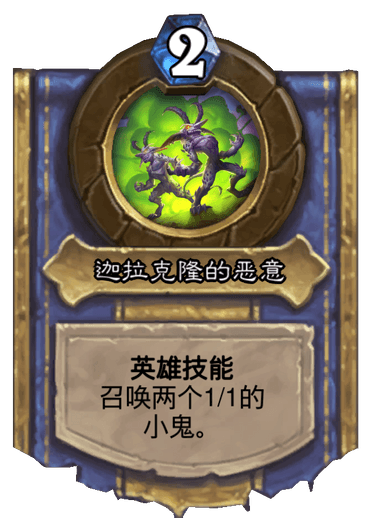 2
迦拉克隆的恶意
英雄技能
召唤两个1/1的
小鬼。